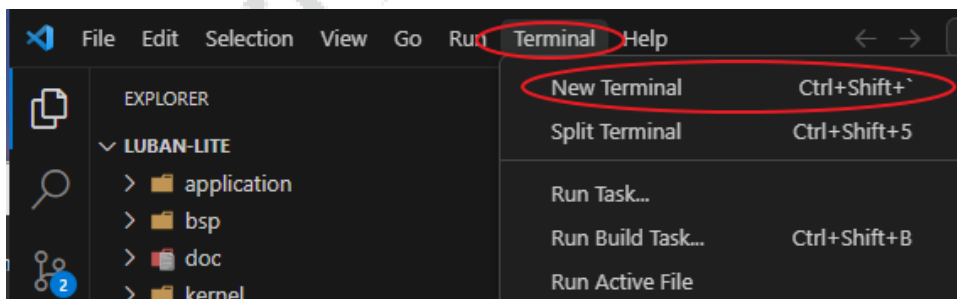 File Edit Selection View Go Run Terminal Help
EXPLORER
LUBAN-LITE
application
bsp
doc
kernel
2
New Terminal Ctrl+Shift+`
Split Terminal Ctrl+Shift+5
Run Task...
Run Build Task... Ctrl+Shift+B
Run Active File